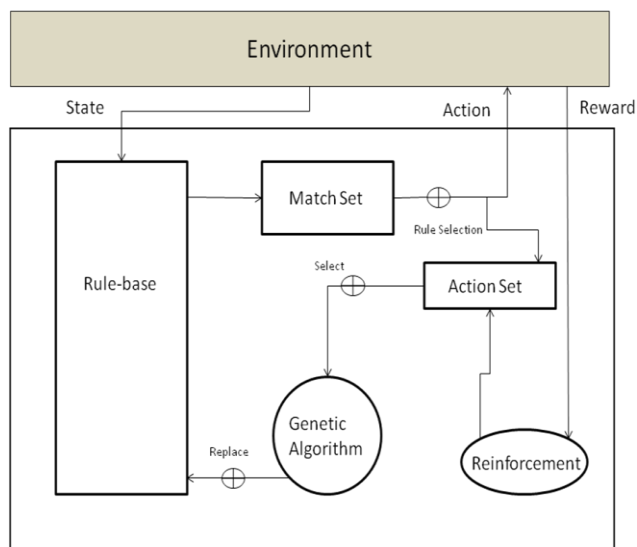 Environment
State
Action
Reward
Match Set
Rule Selection
Rule-base
Select
Action Set
Genetic
Algorithm
Replace
Reinforcement